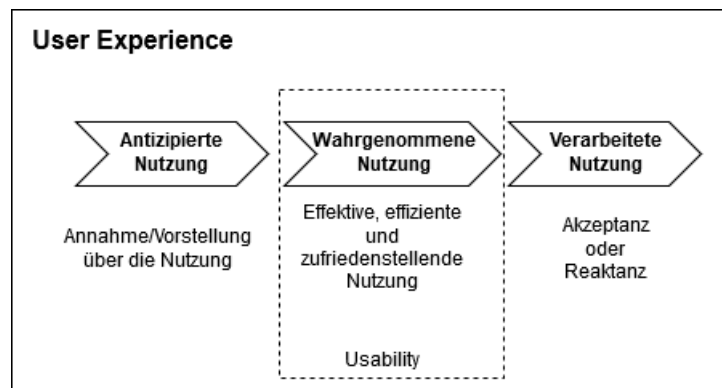 User Experience
Antizipierte
Nutzung
Wahrgenommene
Nutzung
Verarbeitete
Nutzung
Annahme/Vorstellung
über die Nutzung
Effektive, effiziente
und
zufriedenstellende
Nutzung
Akzeptanz
oder
Reaktanz
Usability